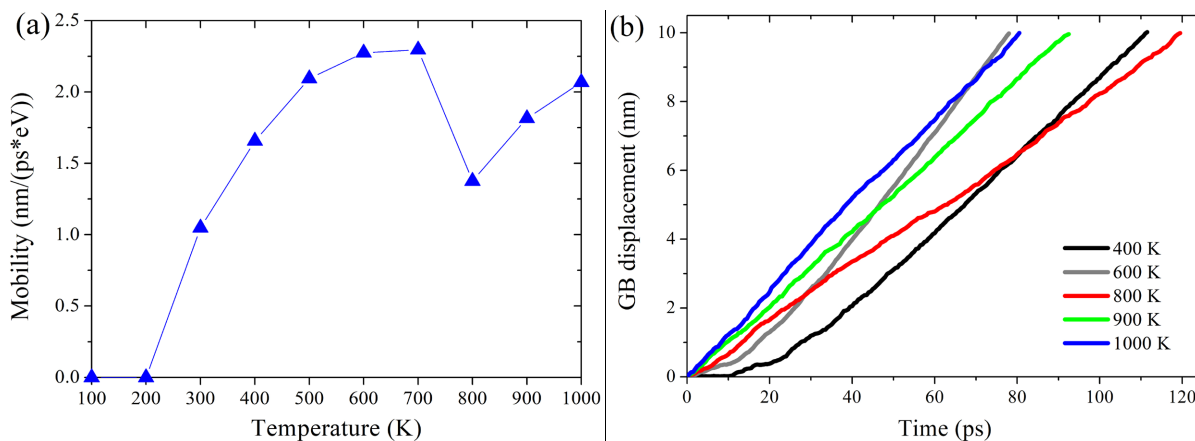 (a)
Mobility (nm/(ps*eV))
2.5
2.0
1.5
1.0
0.5
0.0
100 200 300 400 500 600 700 800 900 1000
Temperature (K)
(b)
GB displacement (nm)
10
8
6
4
2
0
400 K
600 K
800 K
900 K
1000 K
0 20 40 60 80 100 120
Time (ps)